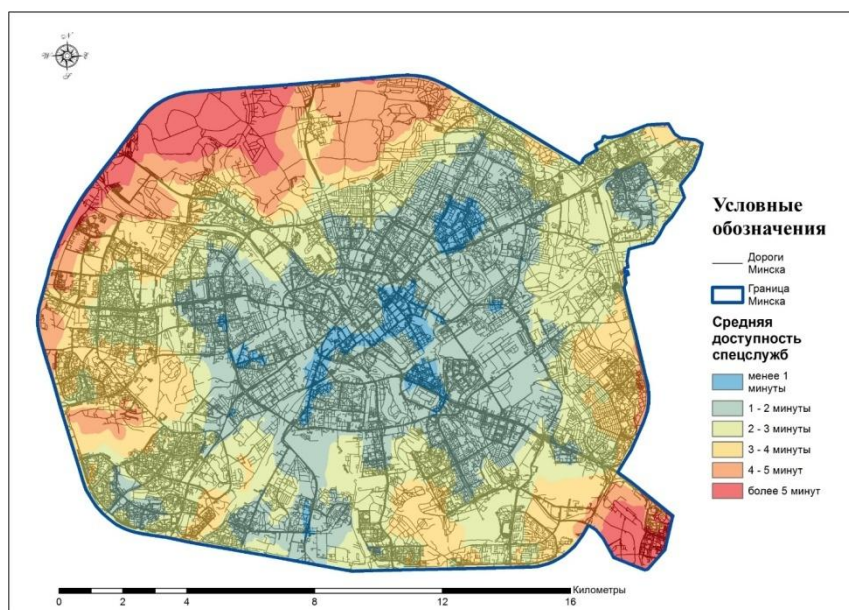 N
W
E
S
Условные
обозначения
Дороги
Минска
Граница
Минска
Средняя
доступность
спецслужб
менее 1
минуты
1 - 2 минуты
2 - 3 минуты
3 - 4 минуты
4 - 5 минут
более 5 минут
Километры
0 2 4 8 12 16